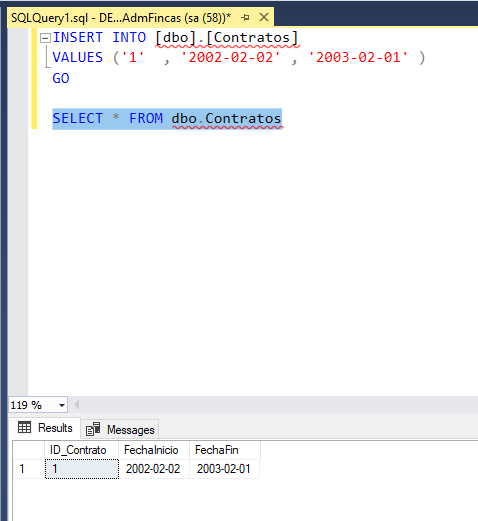 SQLQuery1.sql - DE...AdmFincas (sa (58))*
INSERT INTO [dbo].[Contratos]
VALUES ('1'  , '2002-02-02' , '2003-02-01' )
GO
SELECT * FROM dbo.Contratos
119 %
Results Messages
ID_Contrato FechaInicio FechaFin
1 1 2002-02-02 2003-02-01